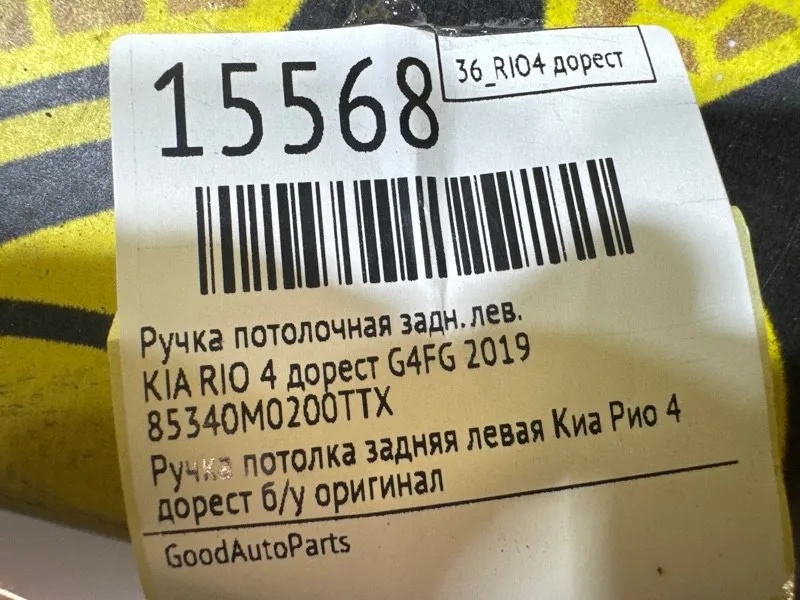 15568
36_RIO4 дорест
Ручка потолочная задн.лев.
KIA RIO 4 дорест G4FG 2019
85340M0200TTX
Ручка потолка задняя левая Киа Рио 4
дорест б/у оригинал
GoodAutoParts